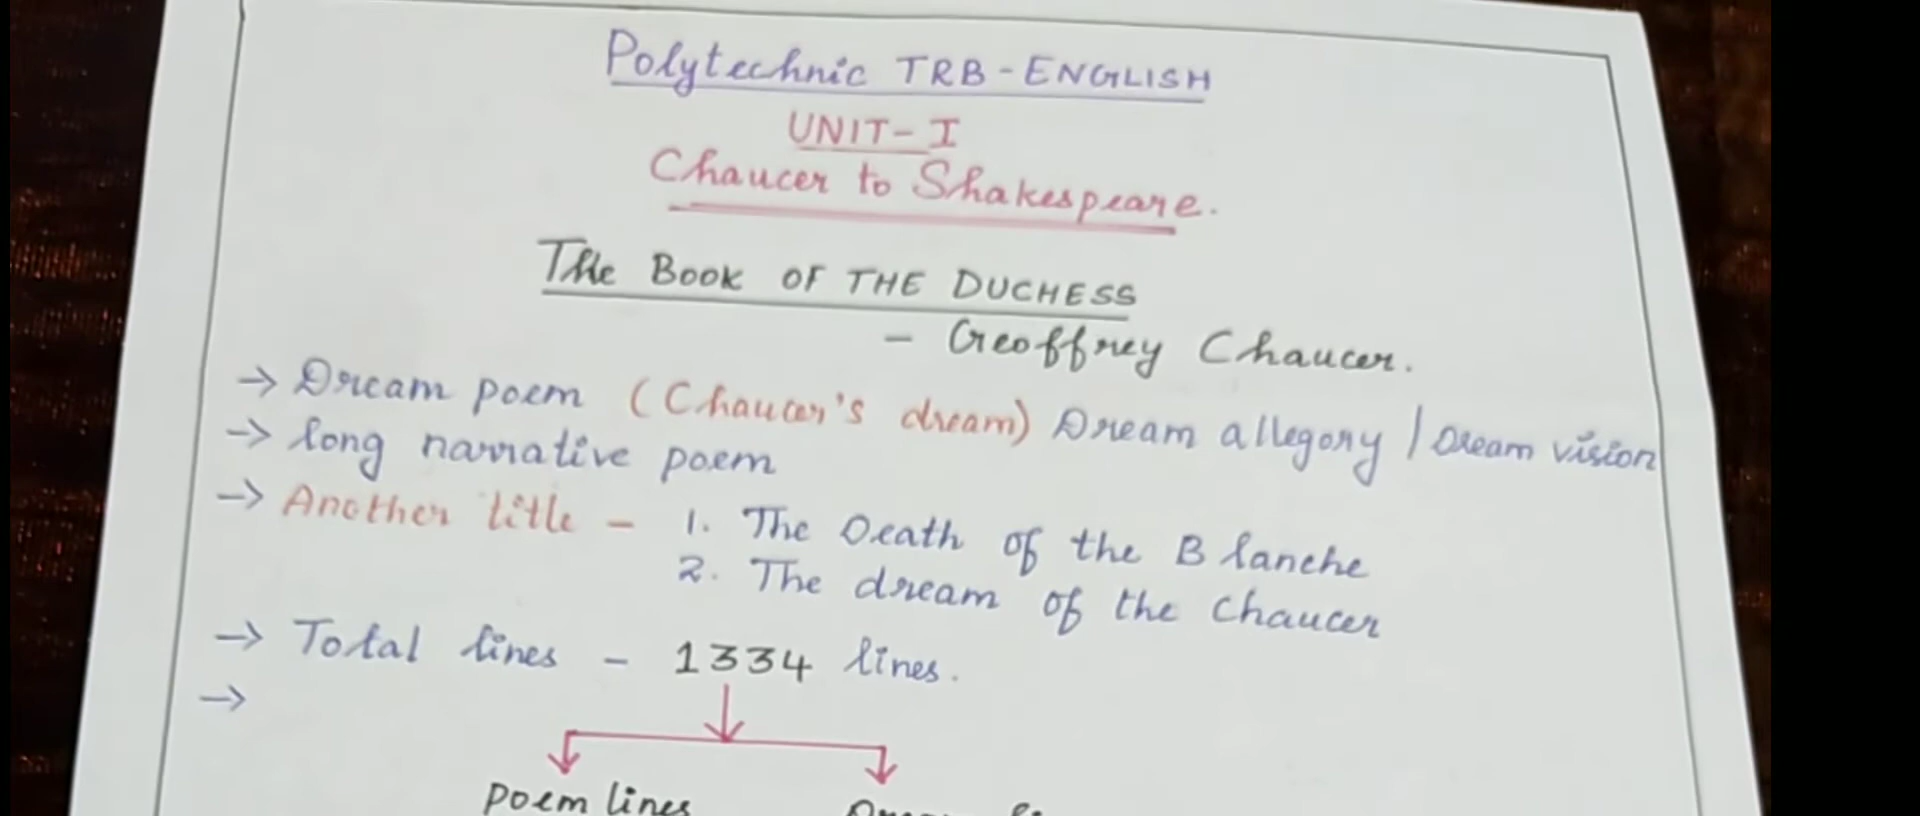 Polytechnic TRB - ENGLISH
UNIT - I
Chaucer to Shakespeare.
The BOOK OF THE DUCHESS
- Geoffrey Chaucer.
→ Dream poem (Chaucer's dream) Dream allegory / Dream vision
→ long narrative poem
→ Another title - 1. The Death of the Blanche
2. The dream of the Chaucer
→ Total lines - 1334 lines.
→
Poem lines